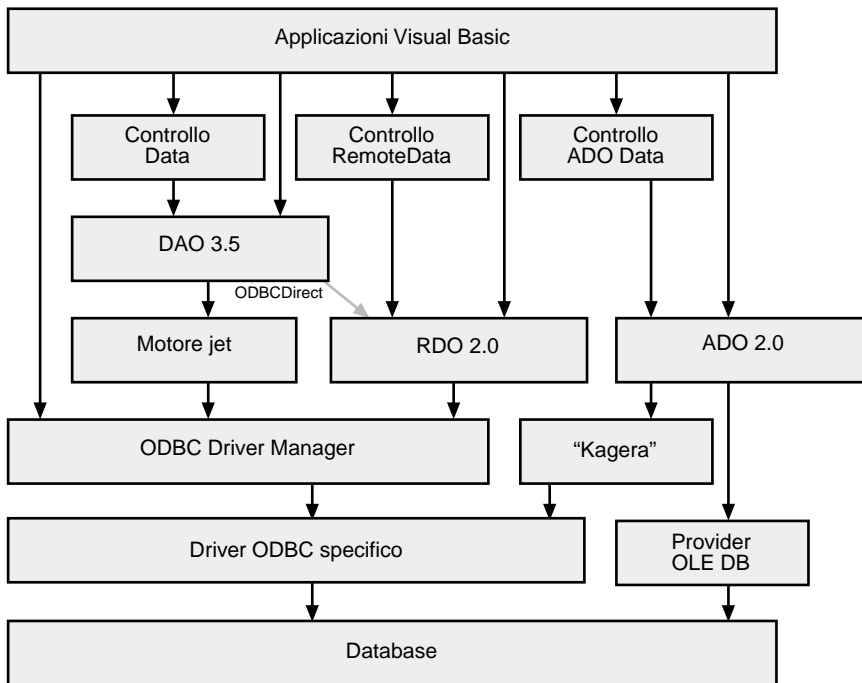 Applicazioni Visual Basic
Controllo
Data
Controllo
RemoteData
Controllo
ADO Data
DAO 3.5
ODBCDirect
Motore jet
RDO 2.0
ADO 2.0
ODBC Driver Manager
“Kagera”
Driver ODBC specifico
Provider
OLE DB
Database